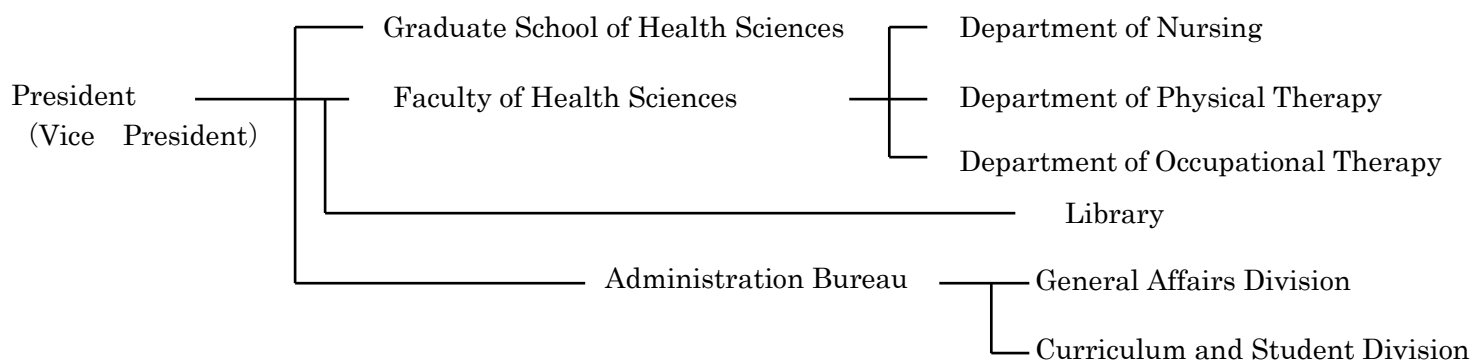 Graduate School of Health Sciences
Department of Nursing
President
Faculty of Health Sciences
Department of Physical Therapy
（Vice　President）
Department of Occupational Therapy
Library
Administration Bureau
General Affairs Division
Curriculum and Student Division